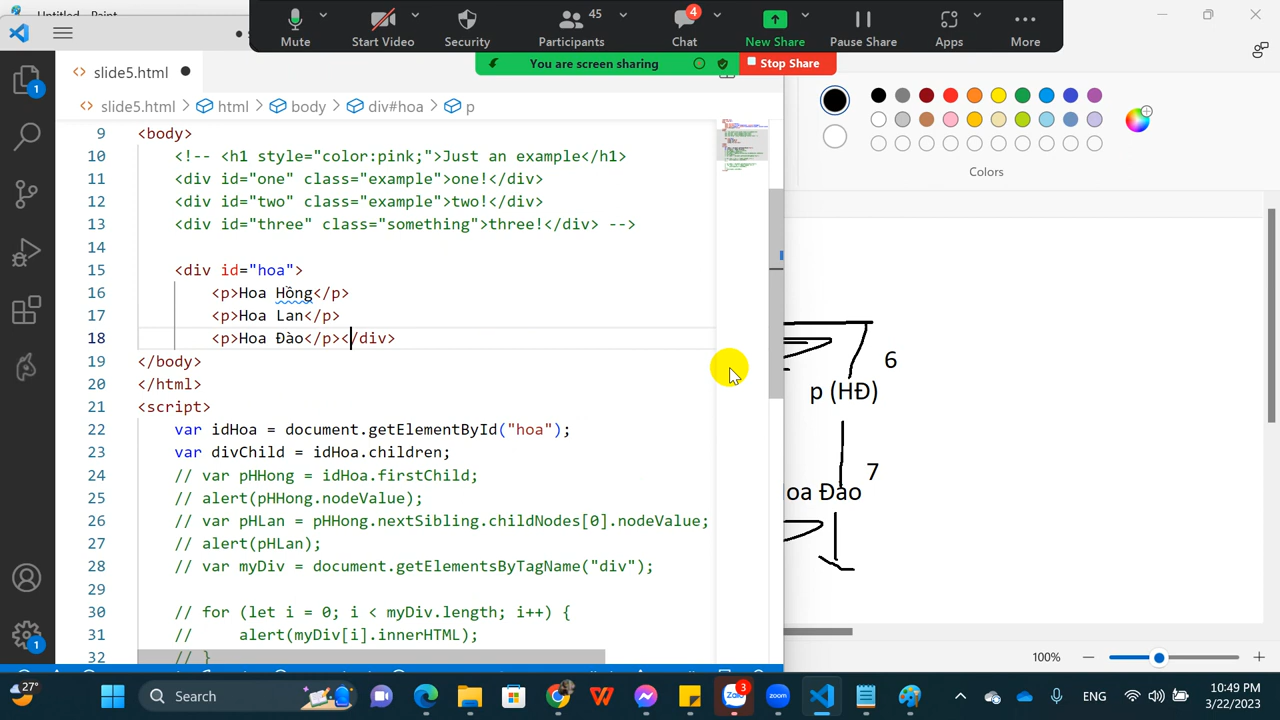 Untitled - Paint
Mute
Start Video
Security
45
Participants
4
Chat
New Share
Pause Share
Apps
More
You are screen sharing
Stop Share
slide5.html
slide5.html > html > body > div#hoa > p
9 <body>
10 <!-- <h1 style="color:pink;">Just an example</h1>
11 <div id="one" class="example">one!</div>
12 <div id="two" class="example">two!</div>
13 <div id="three" class="something">three!</div> -->
14
15 <div id="hoa">
16 <p>Hoa Hồng</p>
17 <p>Hoa Lan</p>
18 <p>Hoa Đào</p></div>
19 </body>
20 </html>
21 <script>
22 var idHoa = document.getElementById("hoa");
23 var divChild = idHoa.children;
24 // var pHHong = idHoa.firstChild;
25 // alert(pHHong.nodeValue);
26 // var pHLan = pHHong.nextSibling.childNodes[0].nodeValue;
27 // alert(pHLan);
28 // var myDiv = document.getElementsByTagName("div");
29
30 // for (let i = 0; i < myDiv.length; i++) {
31 // alert(myDiv[i].innerHTML);
32 // }
1
1
Colors
6
p (HĐ)
7
oa Đào
100%
27°
Search
Zalo
3
zoom
ENG
10:49 PM
3/22/2023